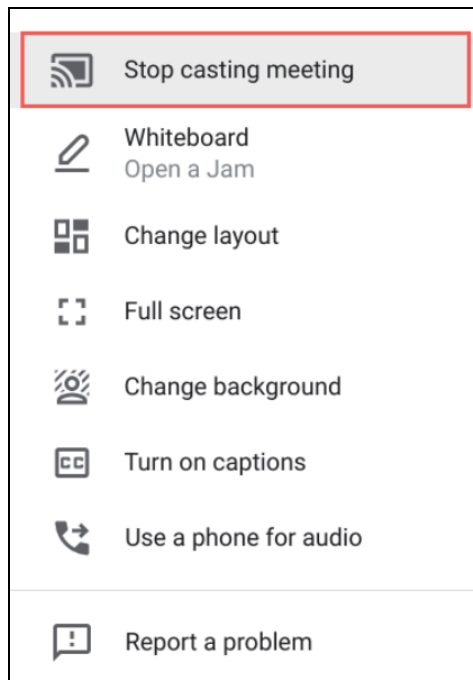 Stop casting meeting
Whiteboard
Open a Jam
Change layout
Full screen
Change background
CC
Turn on captions
Use a phone for audio
Report a problem